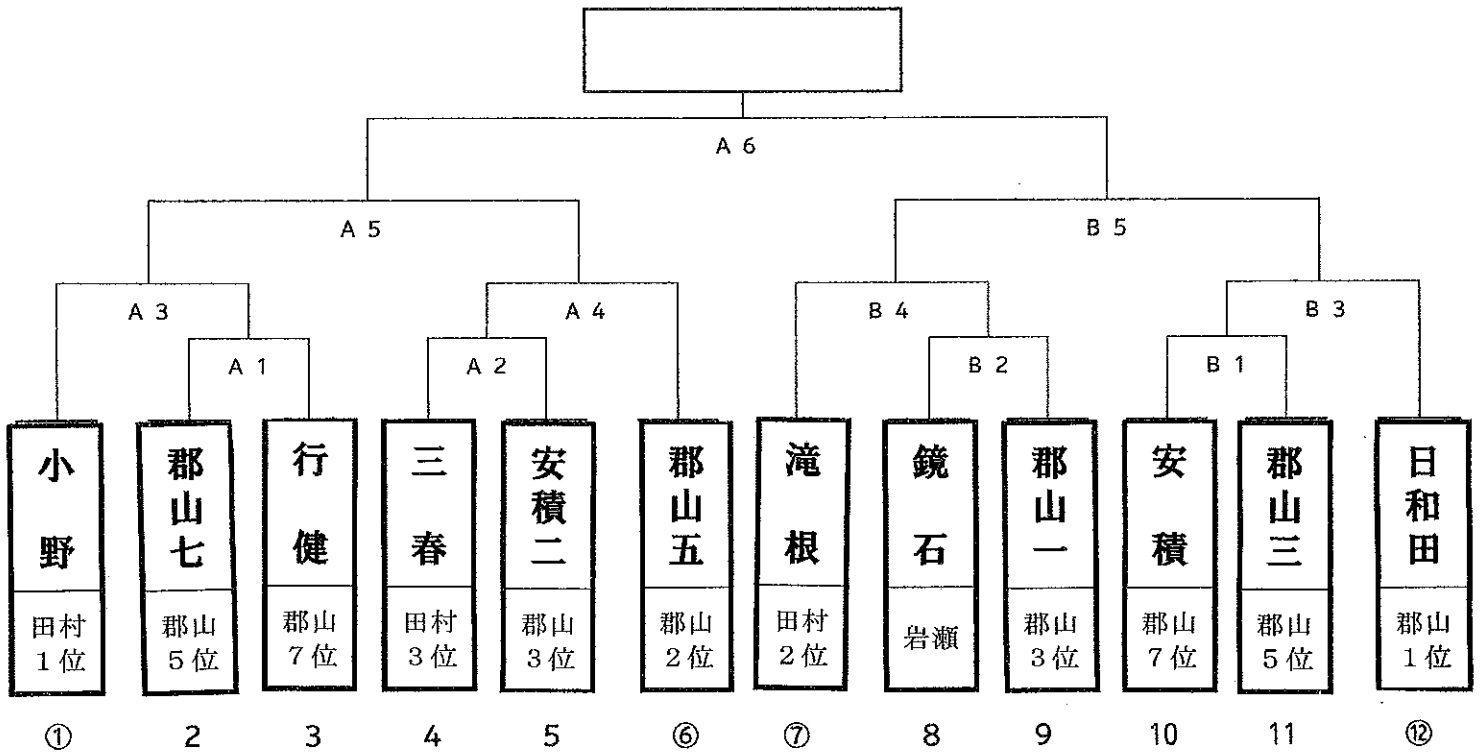 A 6
A 5
B 5
A 3
A 4
B 4
B 3
A 1
A 2
B 2
B 1
小野
田村
1位
郡山七
郡山
5位
行健
郡山
7位
三春
田村
3位
安積二
郡山
3位
郡山五
郡山
2位
滝根
田村
2位
鏡石
岩瀬
郡山一
郡山
3位
安積
郡山
7位
郡山三
郡山
5位
日和田
郡山
1位
① 2 3 4 5 ⑥ ⑦ 8 9 10 11 ⑫